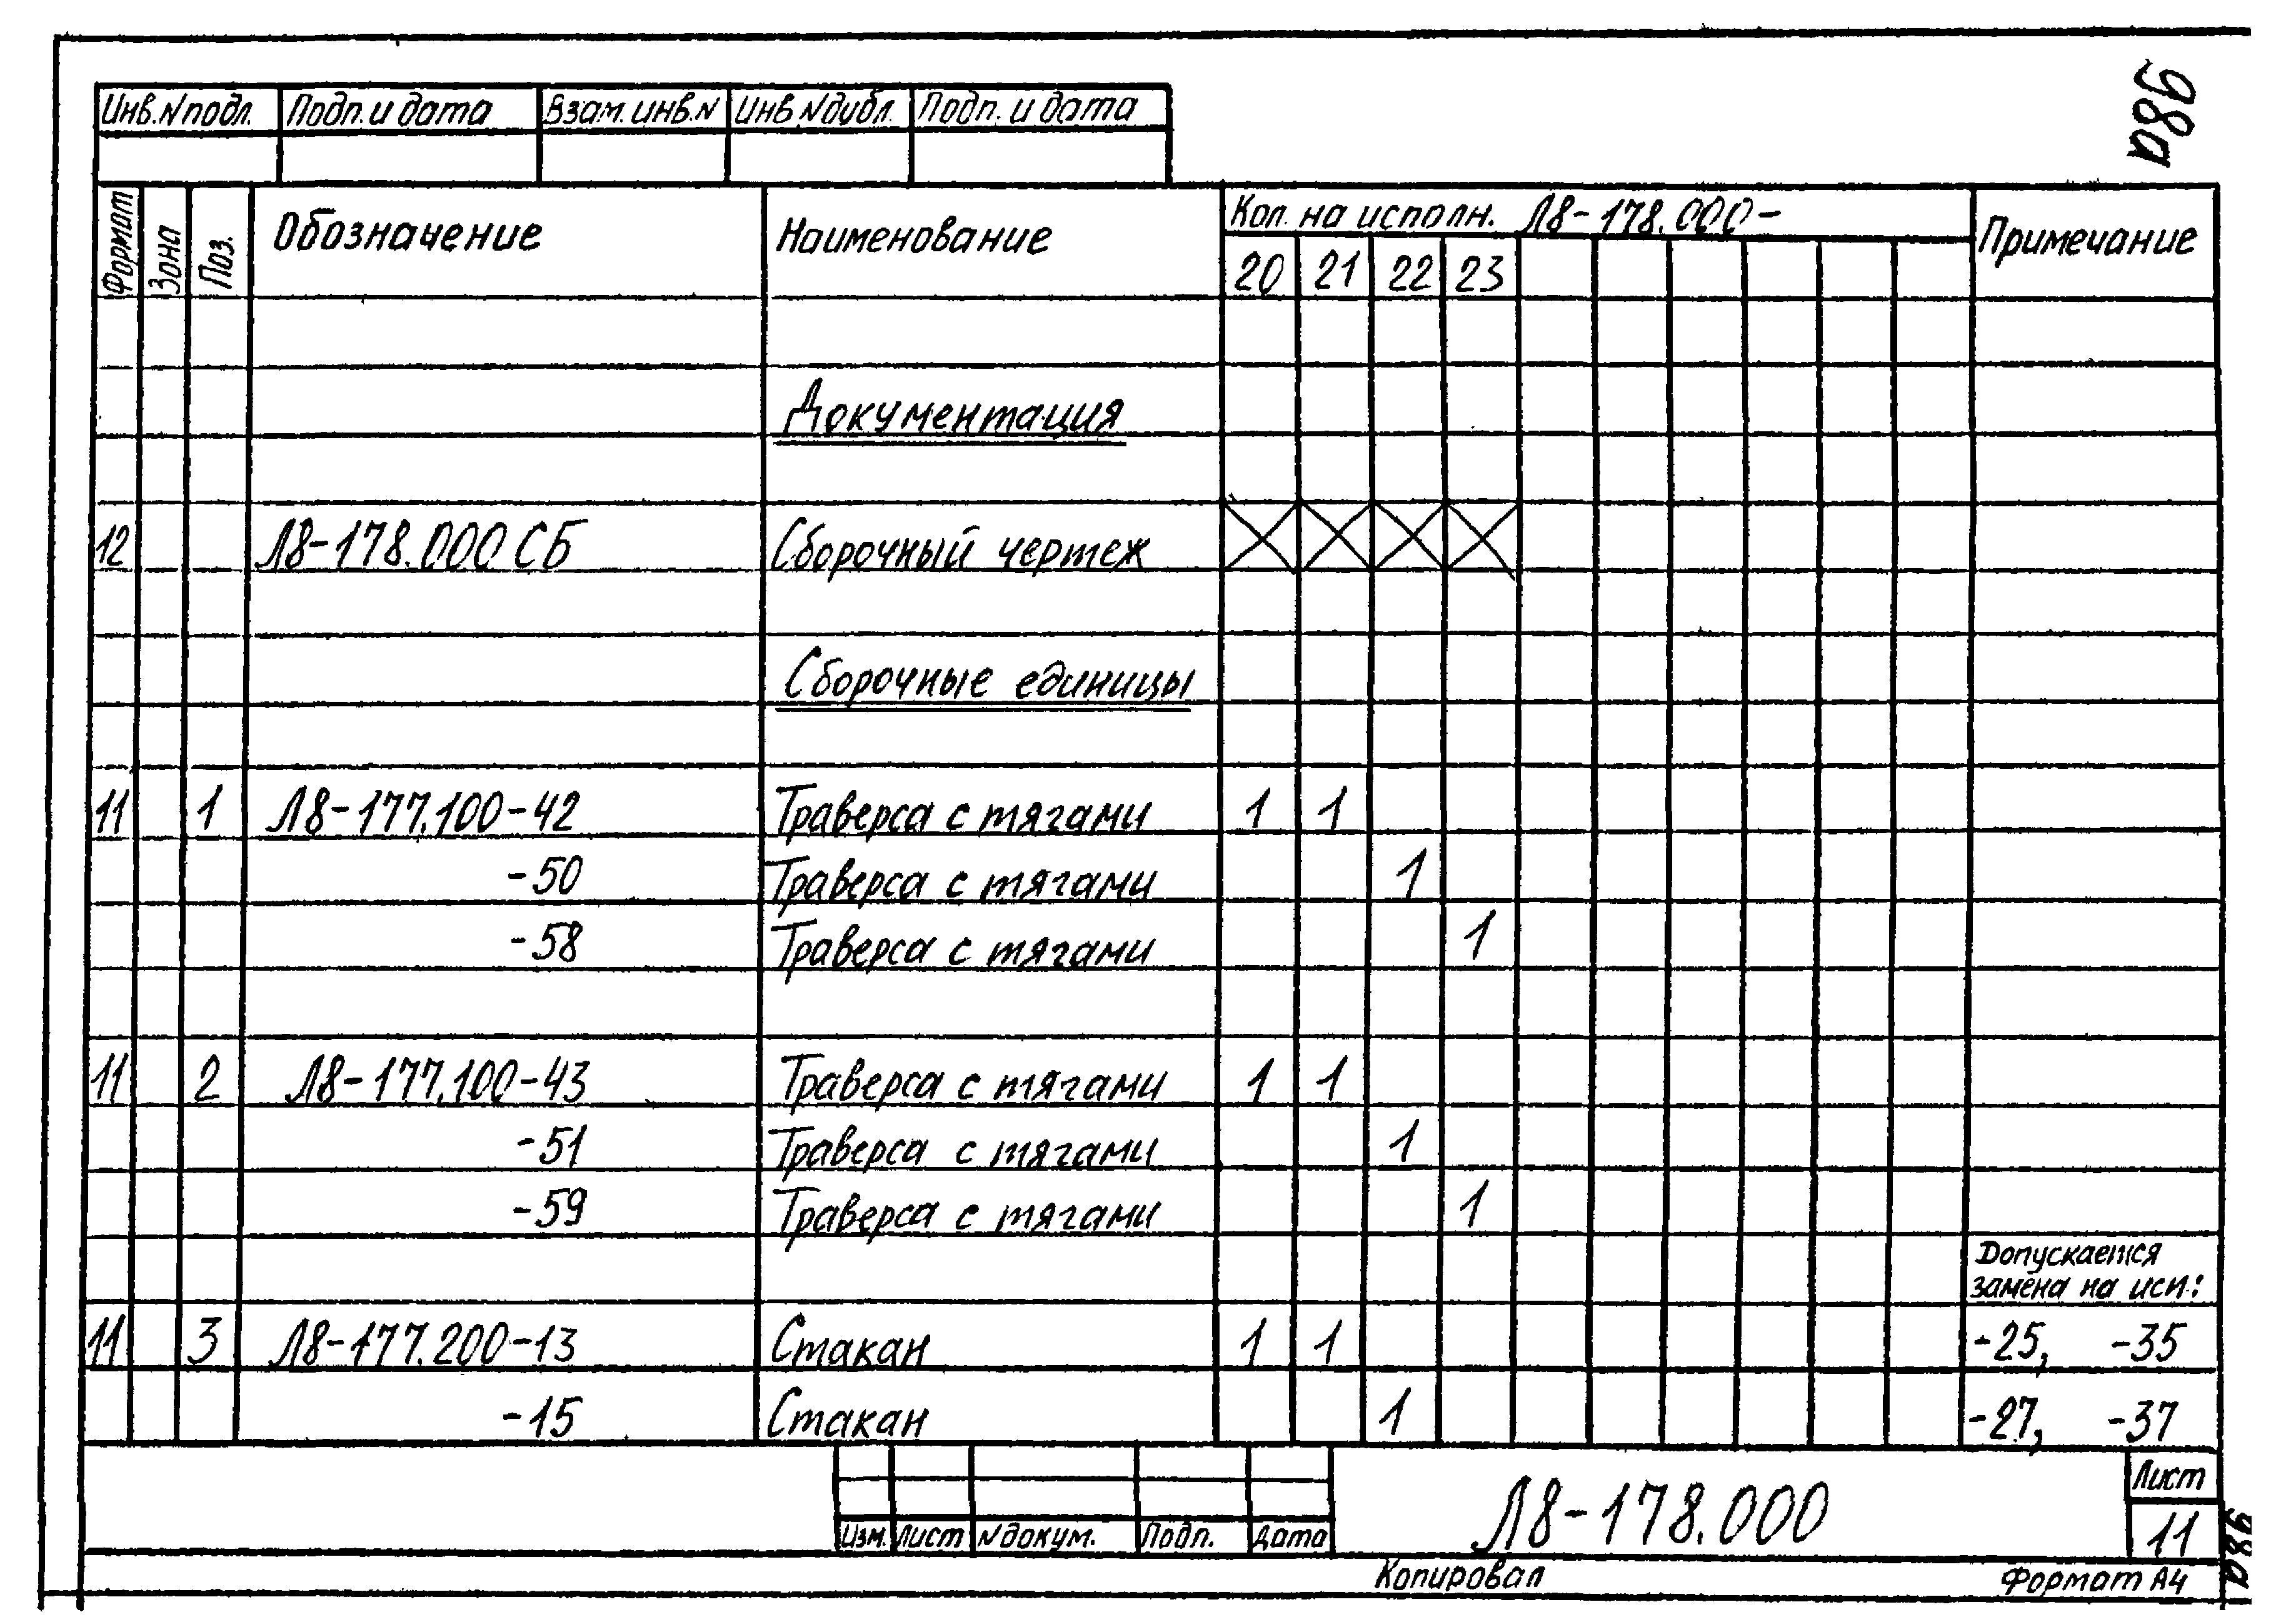 98а
Инв.Nподл. Подп. и дата Взам. инв. N Инв.Nдубл. Подп. и дата
Формат Зона Поз. Обозначение Наименование Кол. на исполн. Л8-178.000- Примечание
20 21 22 23
Документация
12 Л8-178.000 СБ Сборочный чертеж
Сборочные единицы
11 1 Л8-177.100-42 Траверса с тягами 1 1
-50 Траверса с тягами 1
-58 Траверса с тягами 1
11 2 Л8-177.100-43 Траверса с тягами 1 1
-51 Траверса с тягами 1
-59 Траверса с тягами 1
Допускается
замена на исп.:
11 3 Л8-177.200-13 Стакан 1 1 -25, -35
-15 Стакан 1 -27, -37
Изм. Лист N докум. Подп. Дата
Л8-178.000
Лист
11
Копировал Формат А4
98а